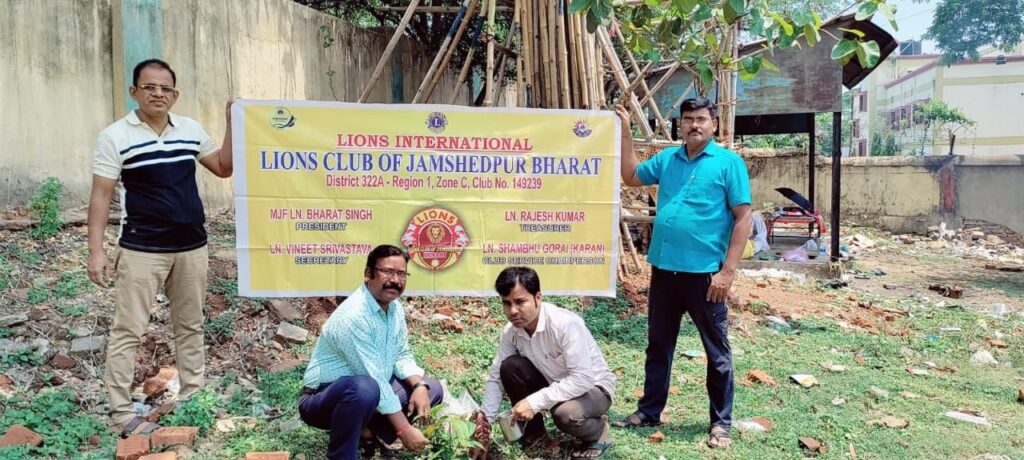 LIONS INTERNATIONAL
LIONS CLUB OF JAMSHEDPUR BHARAT
District 322A - Region 1, Zone C, Club No. 149239
MJF LN. BHARAT SINGH
PRESIDENT
LN. RAJESH KUMAR
TREASURER
LN. VINEET SRIVASTAVA
SECRETARY
LN. SHAMBHU GORAI (KARAN)
CLUB SERVICE CHAIRPERSON
LIONS